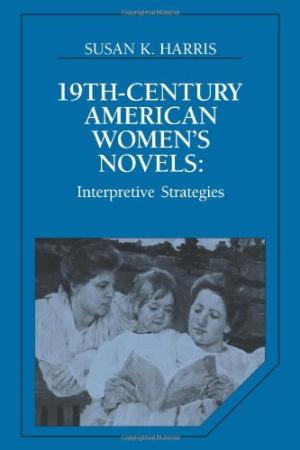 SUSAN K. HARRIS
19TH-CENTURY
AMERICAN
WOMEN'S
NOVELS:
Interpretive Strategies